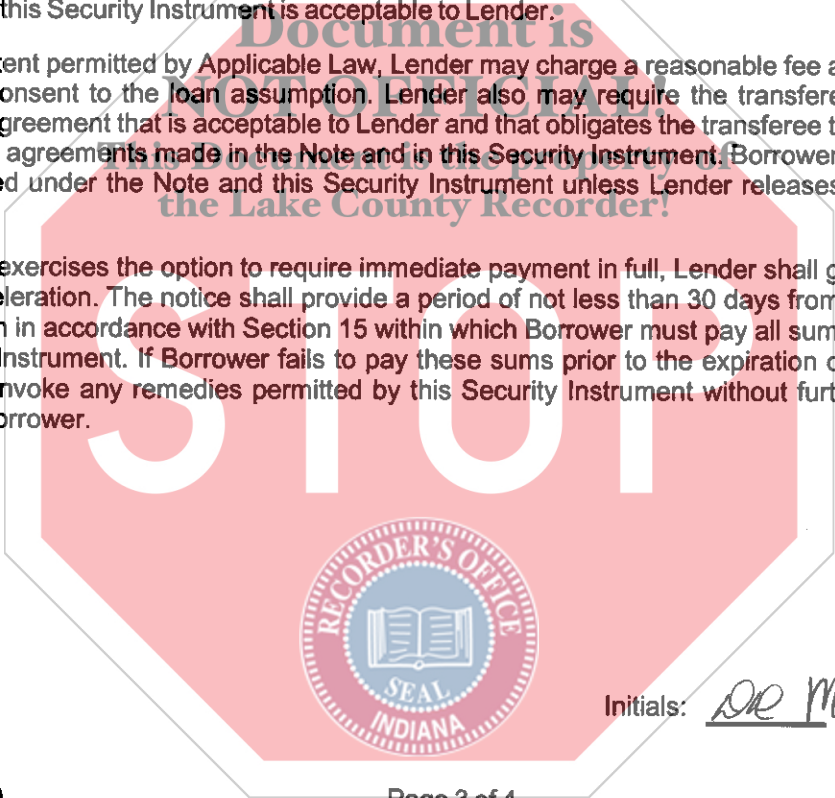 this Security Instrument is acceptable to Lender.
Document is
ent permitted by Applicable Law, Lender may charge a reasonable fee a
NOT OFFICIAL!
onsent to the loan assumption. Lender also may require the transfere
greement that is acceptable to Lender and that obligates the transferee t
agreements made in the Note and in this Security Instrument. Borrower
This Document is the property of
d under the Note and this Security Instrument unless Lender releases
the Lake County Recorder!
exercises the option to require immediate payment in full, Lender shall g
eleration. The notice shall provide a period of not less than 30 days from
n in accordance with Section 15 within which Borrower must pay all sum
Instrument. If Borrower fails to pay these sums prior to the expiration o
nvoke any remedies permitted by this Security Instrument without furt
orrower.
STOP
RECORDER'S OFFICE
SEAL
INDIANA
Initials:
Page 3 of 4